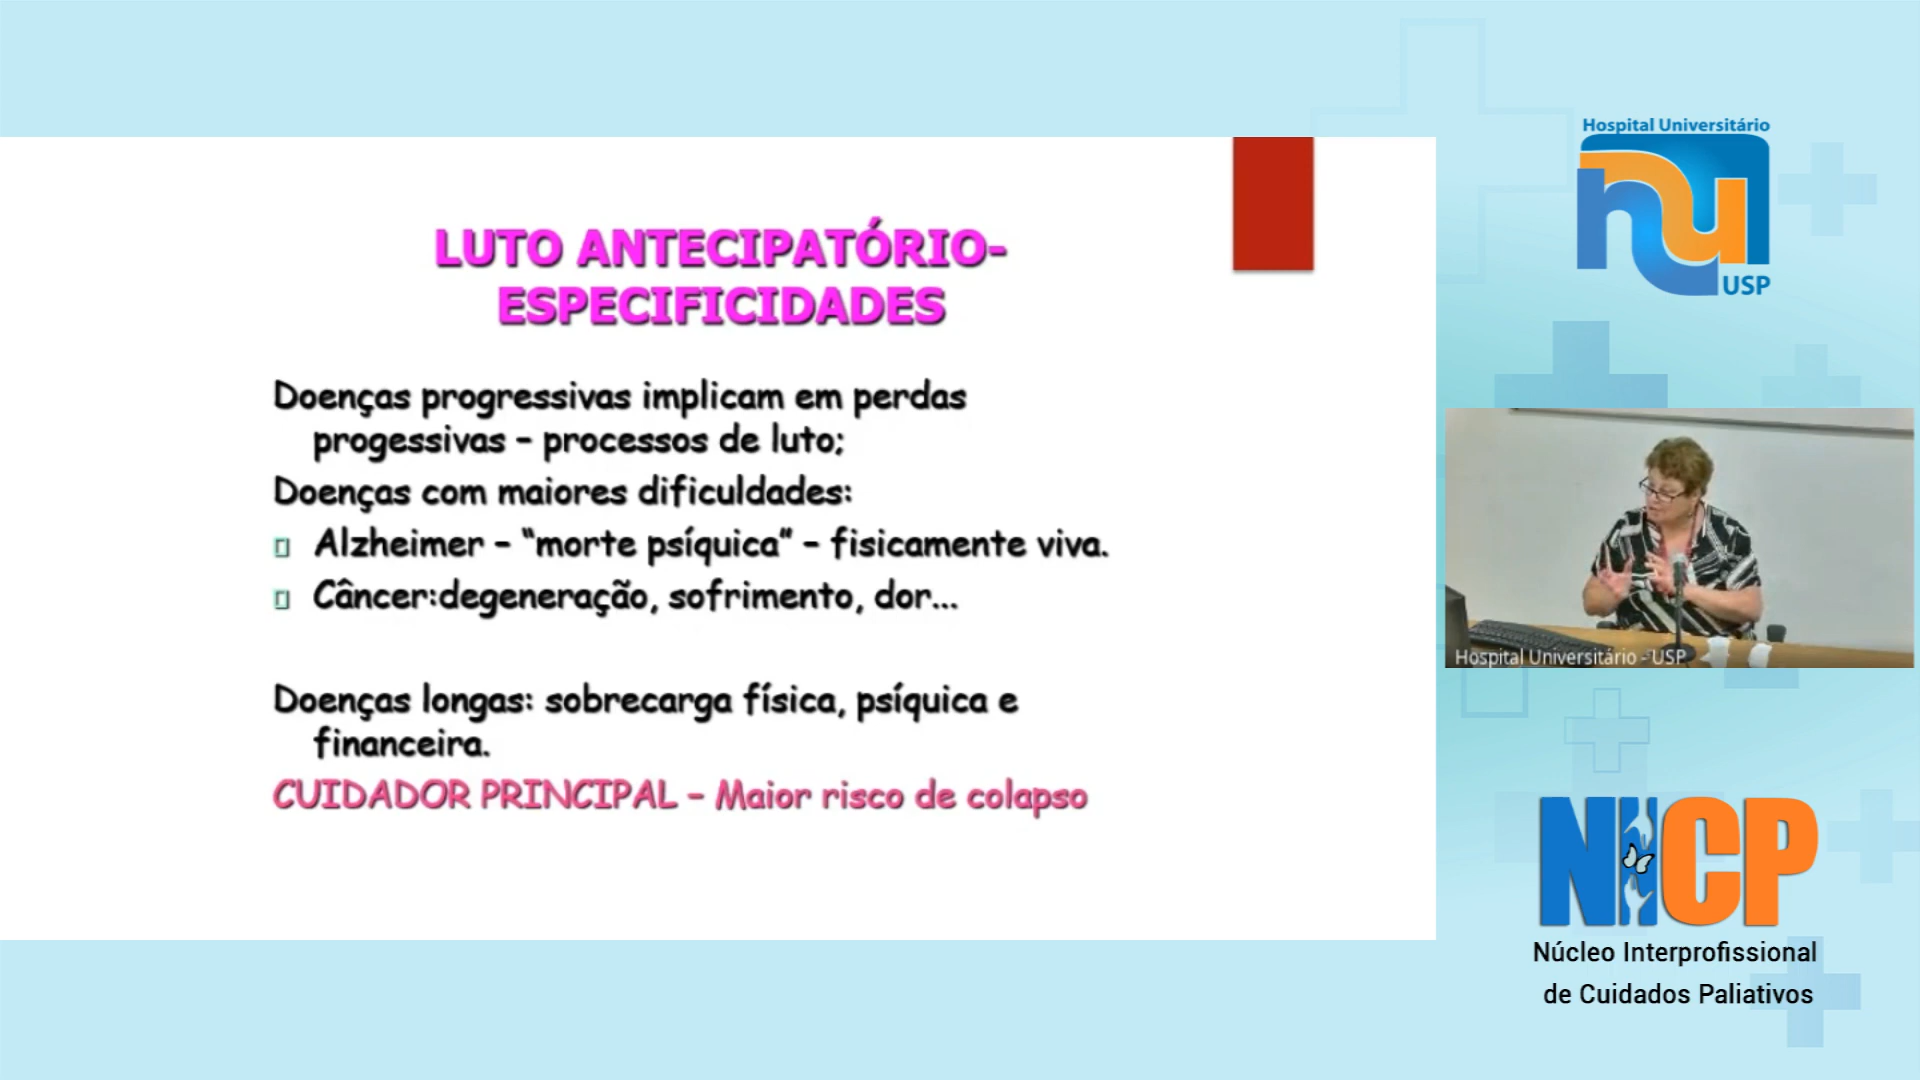 LUTO ANTECIPATÓRIO-
ESPECIFICIDADES
Doenças progressivas implicam em perdas
progessivas – processos de luto;
Doenças com maiores dificuldades:
Alzheimer – “morte psíquica” – fisicamente viva.
Câncer:degeneração, sofrimento, dor...
Doenças longas: sobrecarga física, psíquica e
financeira.
CUIDADOR PRINCIPAL – Maior risco de colapso
Hospital Universitário
hu
USP
Hospital Universitário - USP
NICP
Núcleo Interprofissional
de Cuidados Paliativos